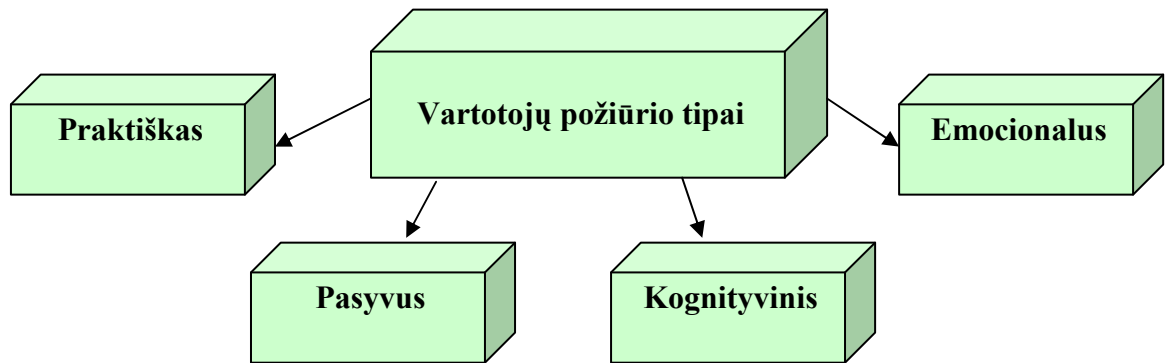 Vartotojų požiūrio tipai
Praktiškas
Emocionalus
Pasyvus
Kognityvinis